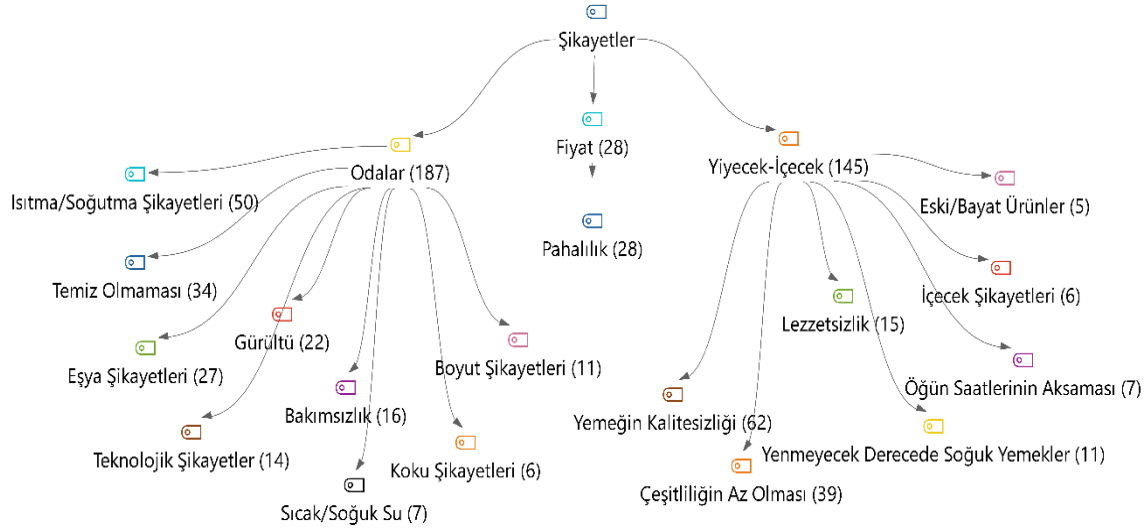 Şikayetler
Fiyat (28)
Odalar (187)
Yiyecek-İçecek (145)
Isıtma/Soğutma Şikayetleri (50)
Eski/Bayat Ürünler (5)
Pahalılık (28)
Temiz Olmaması (34)
İçecek Şikayetleri (6)
Lezzetsizlik (15)
Gürültü (22)
Boyut Şikayetleri (11)
Eşya Şikayetleri (27)
Öğün Saatlerinin Aksaması (7)
Bakımsızlık (16)
Yemeğin Kalitesizliği (62)
Teknolojik Şikayetler (14)
Koku Şikayetleri (6)
Yenmeyecek Derecede Soğuk Yemekler (11)
Çeşitliliğin Az Olması (39)
Sıcak/Soğuk Su (7)